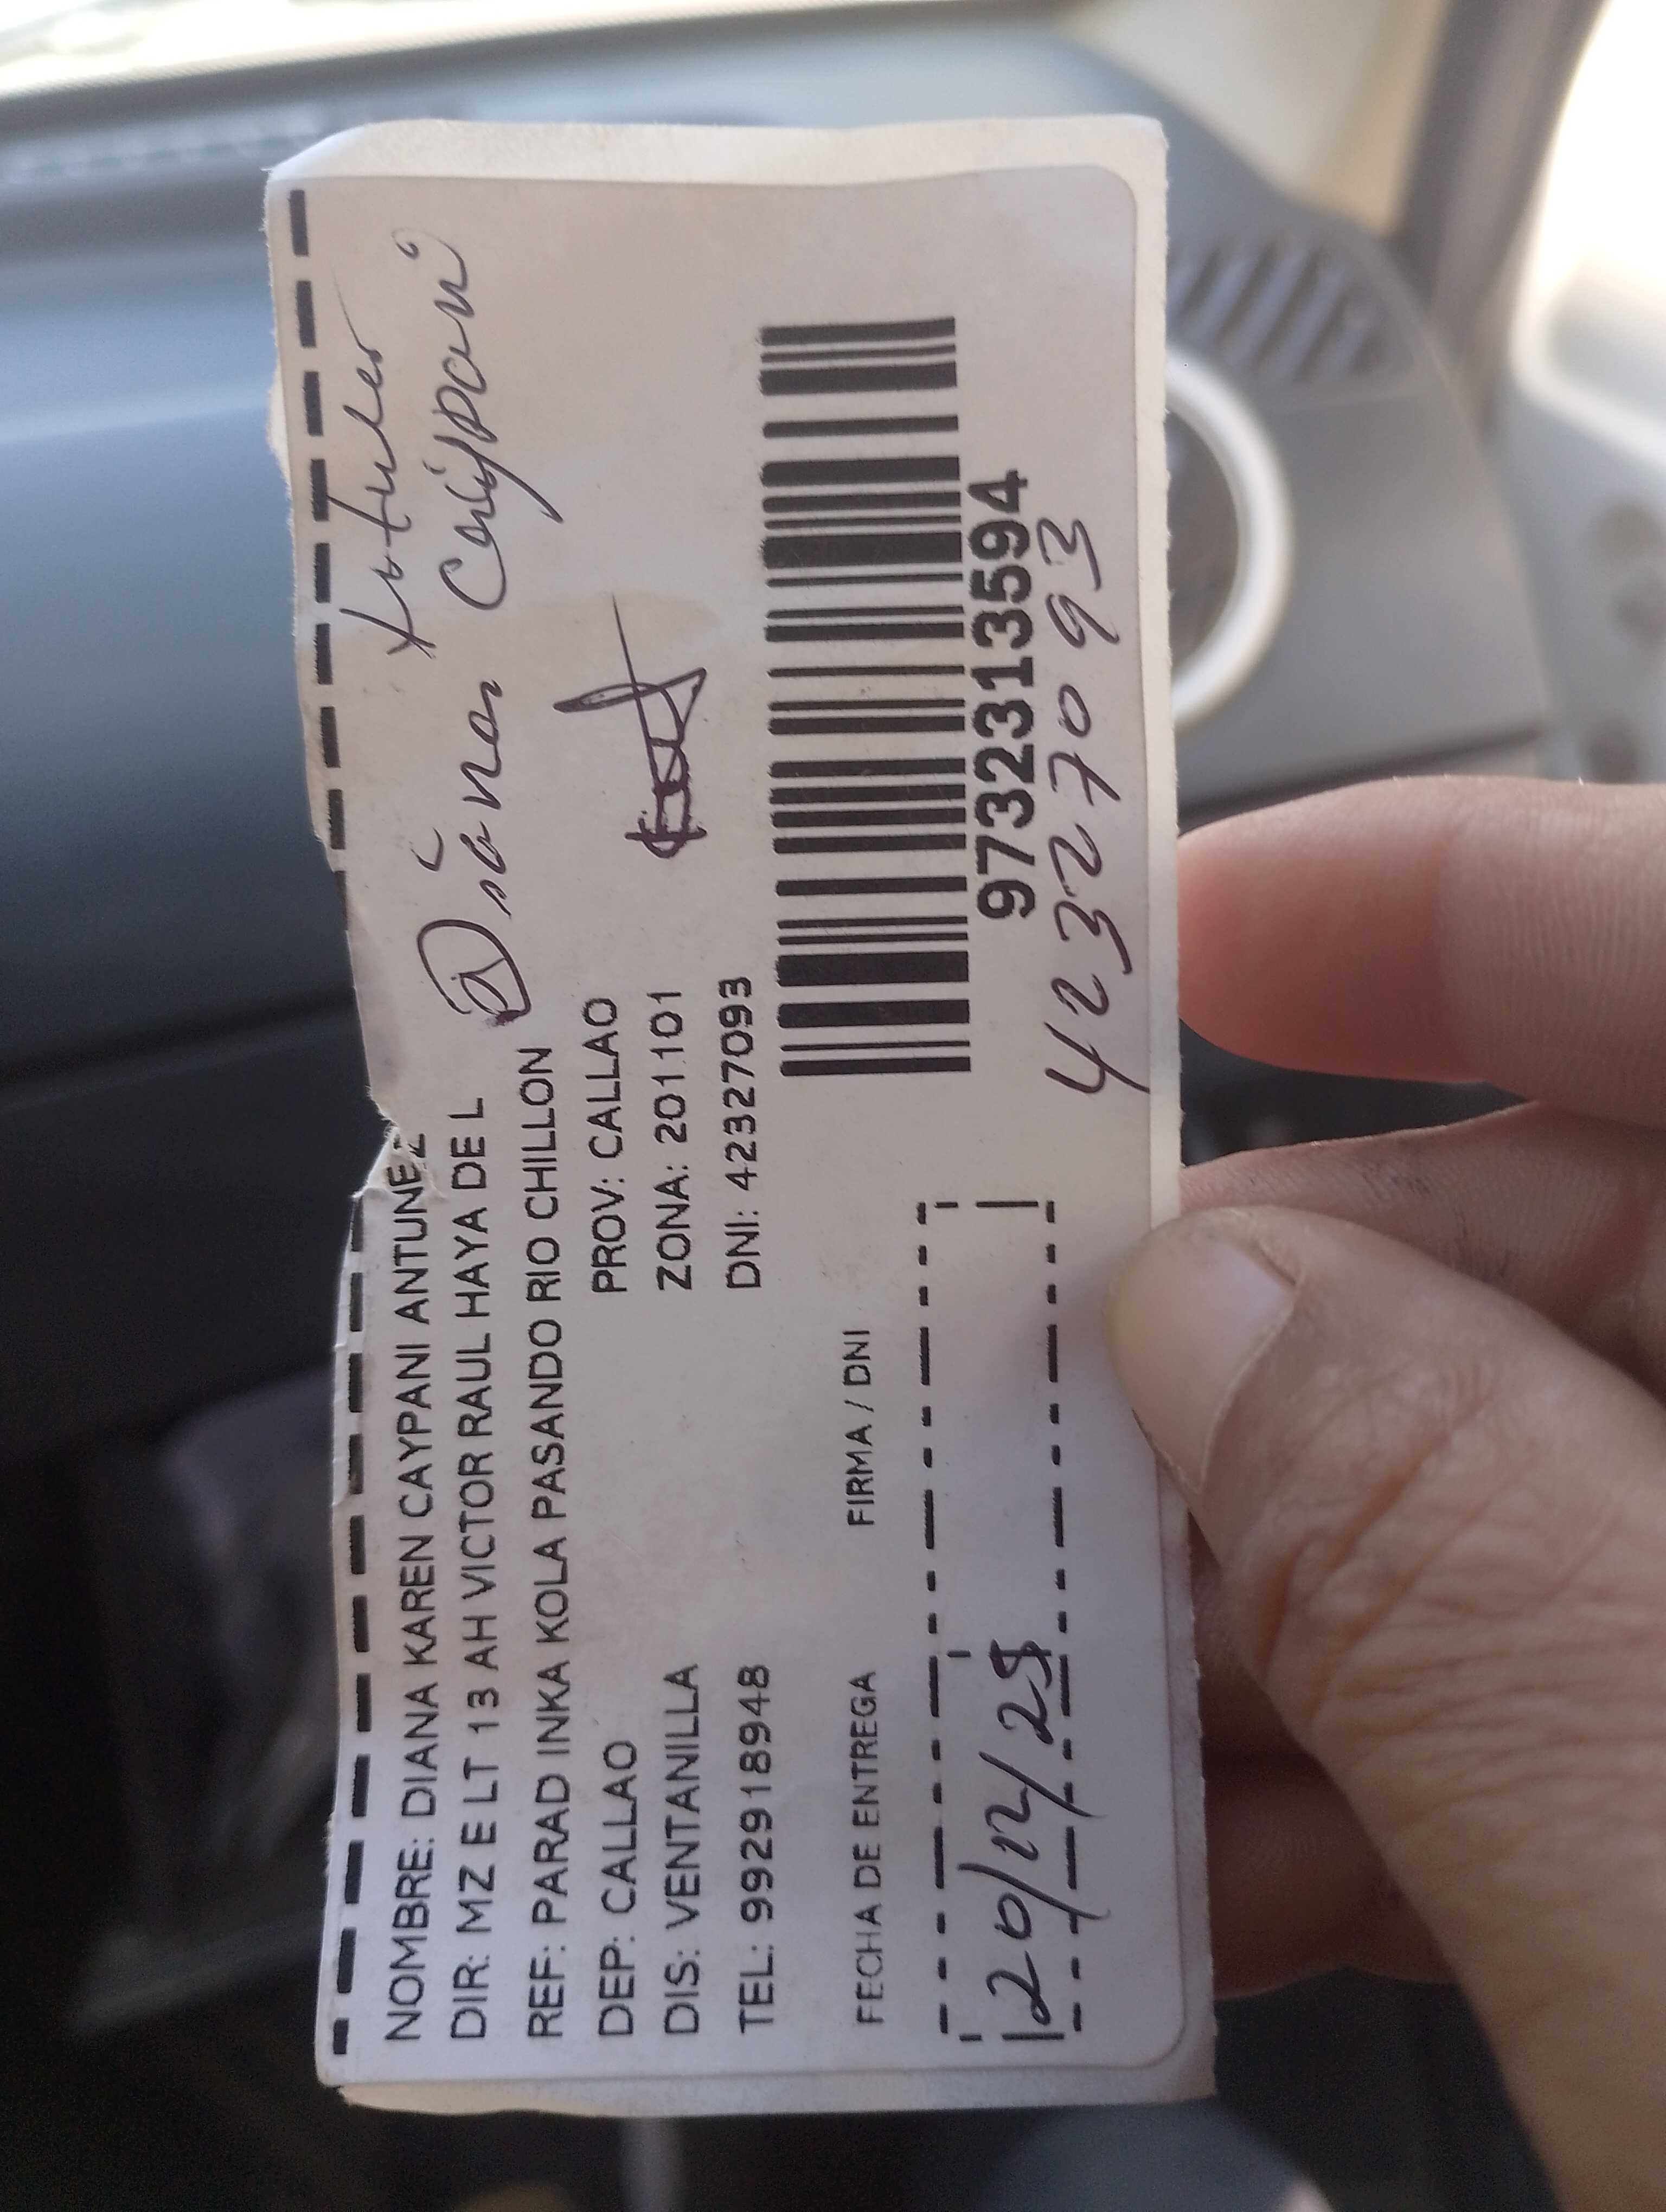 NOMBRE: DIANA KAREN CAYPANI ANTUNEZ
DIR: MZ E LT 13 AH VICTOR RAUL HAYA DE L
REF: PARAD INKA KOLA PASANDO RIO CHILLON
DEP: CALLAO PROV: CALLAO
DIS: VENTANILLA ZONA: 201101
TEL: 992918948 DNI: 42327093
FECHA DE ENTREGA FIRMA / DNI
20/12/25
Titular
Diana Caypani
9732313594
42327093